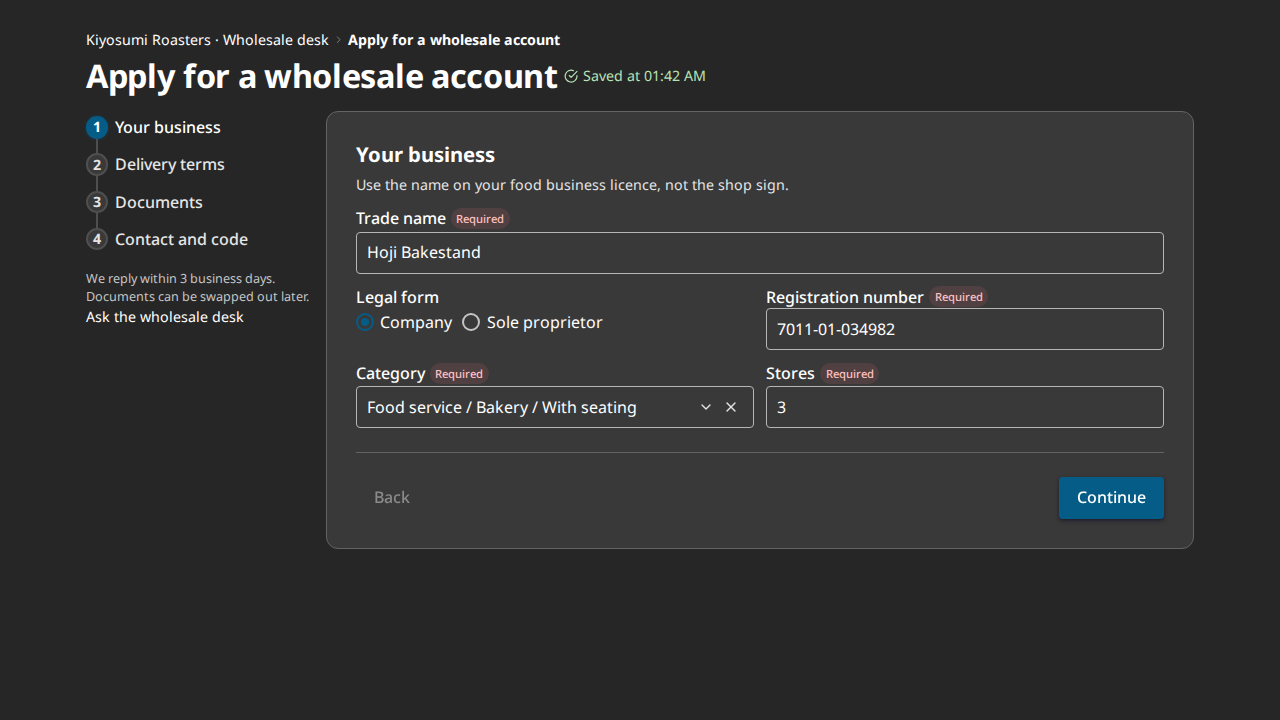 Kiyosumi Roasters · Wholesale desk > Apply for a wholesale account
Apply for a wholesale account Saved at 01:42 AM
1 Your business
2 Delivery terms
3 Documents
4 Contact and code
We reply within 3 business days.
Documents can be swapped out later.
Ask the wholesale desk
Your business
Use the name on your food business licence, not the shop sign.
Trade name Required
Hoji Bakestand
Legal form
Company Sole proprietor
Registration number Required
7011-01-034982
Category Required
Food service / Bakery / With seating
Stores Required
3
Back Continue